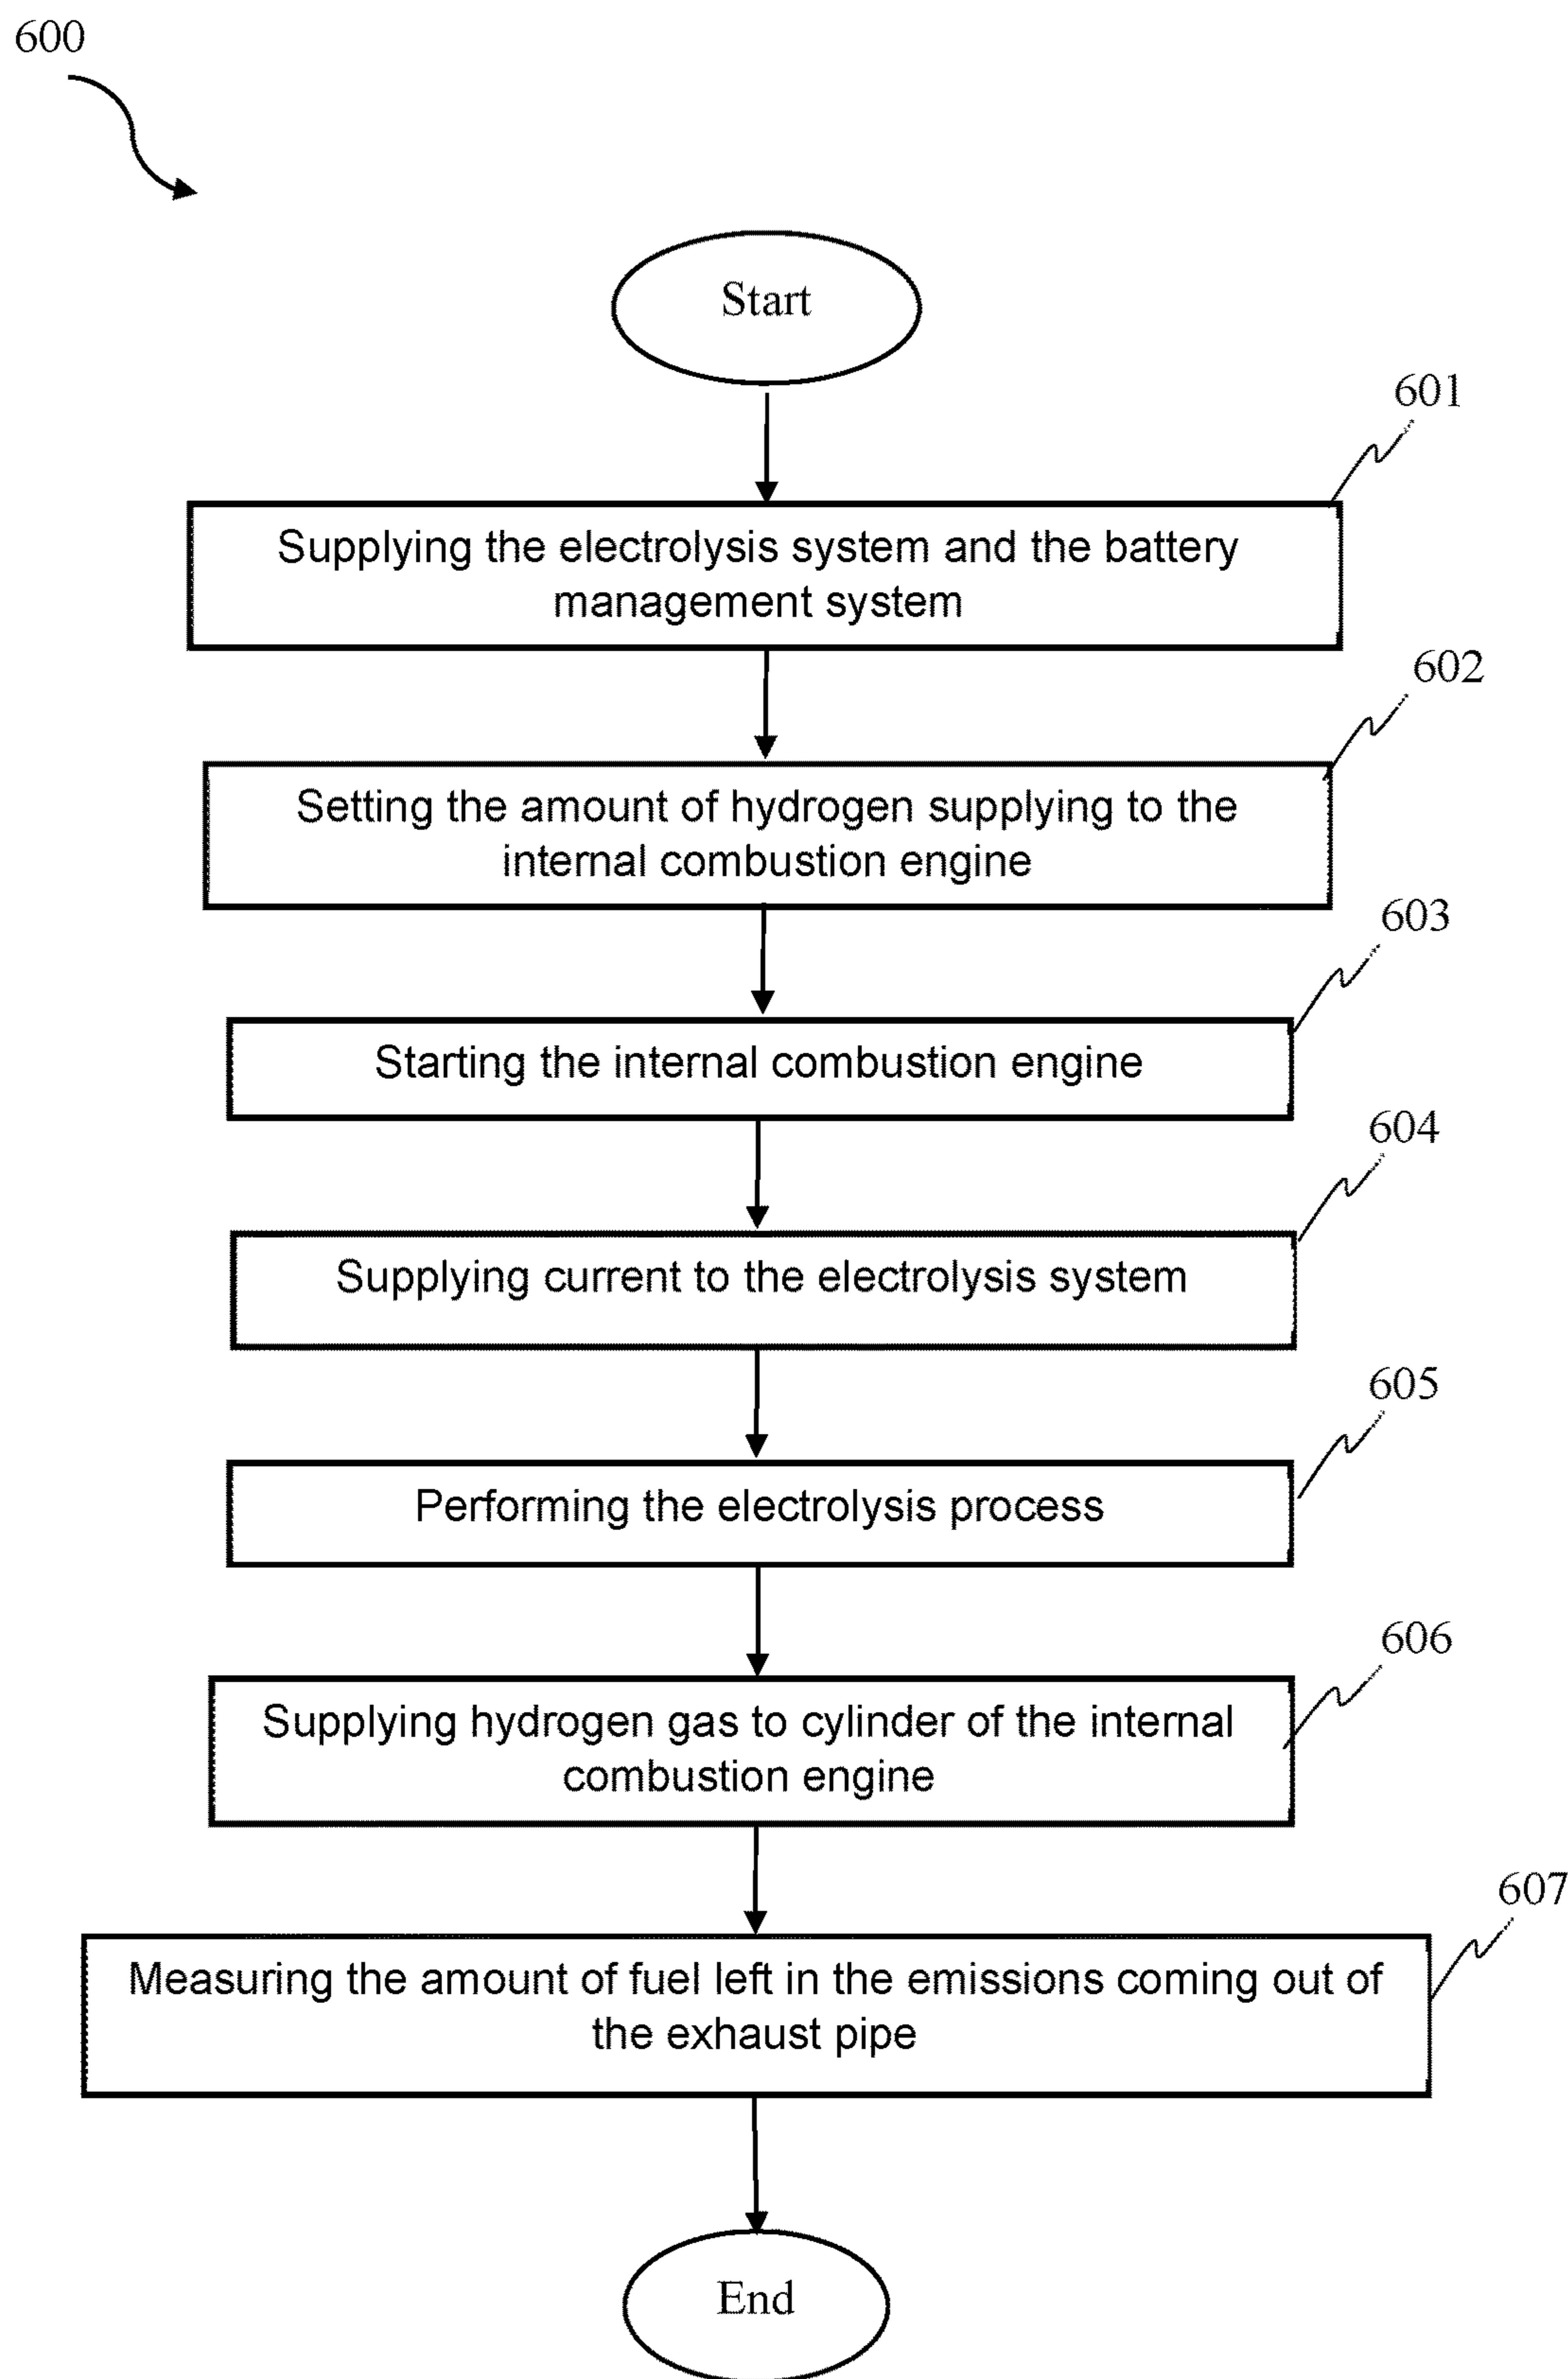 600
Start
601
Supplying the electrolysis system and the battery
management system
602
Setting the amount of hydrogen supplying to the
internal combustion engine
603
Starting the internal combustion engine
604
Supplying current to the electrolysis system
605
Performing the electrolysis process
606
Supplying hydrogen gas to cylinder of the internal
combustion engine
607
Measuring the amount of fuel left in the emissions coming out of
the exhaust pipe
End